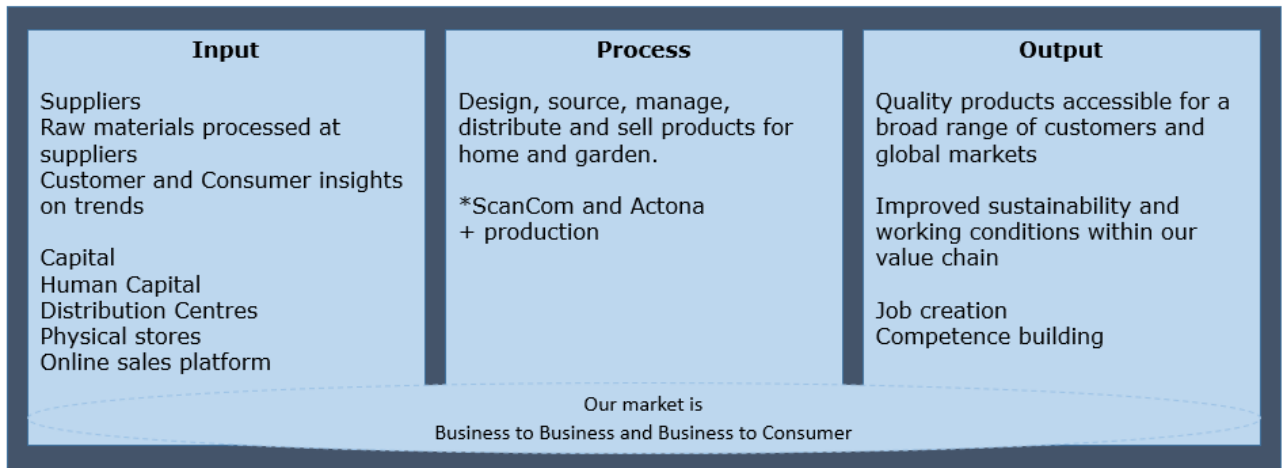 Input
Suppliers
Raw materials processed at
suppliers
Customer and Consumer insights
on trends
Capital
Human Capital
Distribution Centres
Physical stores
Online sales platform
Process
Design, source, manage,
distribute and sell products for
home and garden.
*ScanCom and Actona
+ production
Output
Quality products accessible for a
broad range of customers and
global markets
Improved sustainability and
working conditions within our
value chain
Job creation
Competence building
Our market is
Business to Business and Business to Consumer